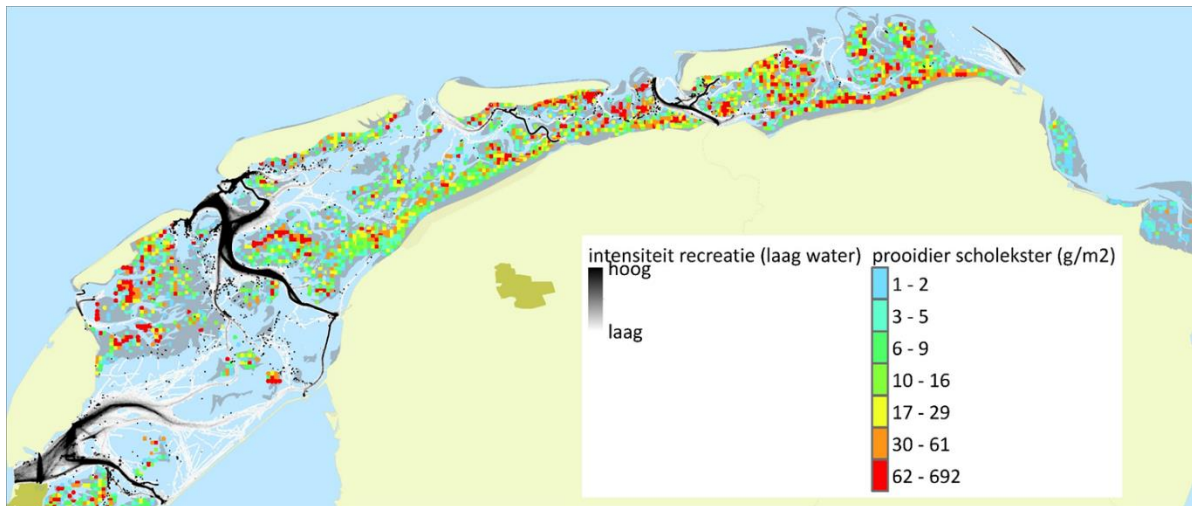 intensiteit recreatie (laag water)
hoog
laag
prooidier scholekster (g/m2)
1 - 2
3 - 5
6 - 9
10 - 16
17 - 29
30 - 61
62 - 692